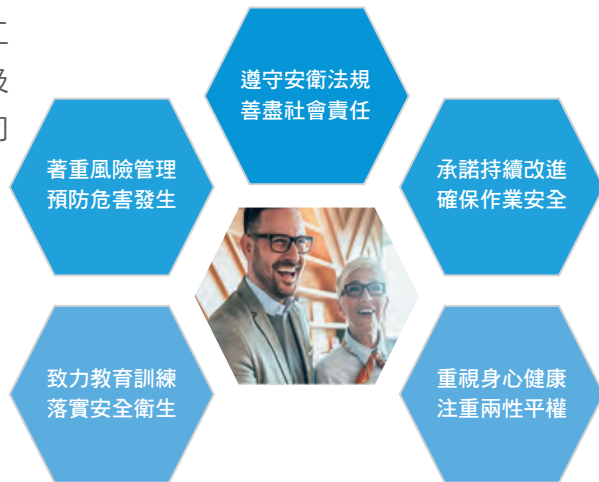 遵守安衛法規
善盡社會責任
著重風險管理
預防危害發生
承諾持續改進
確保作業安全
致力教育訓練
落實安全衛生
重視身心健康
注重兩性平權